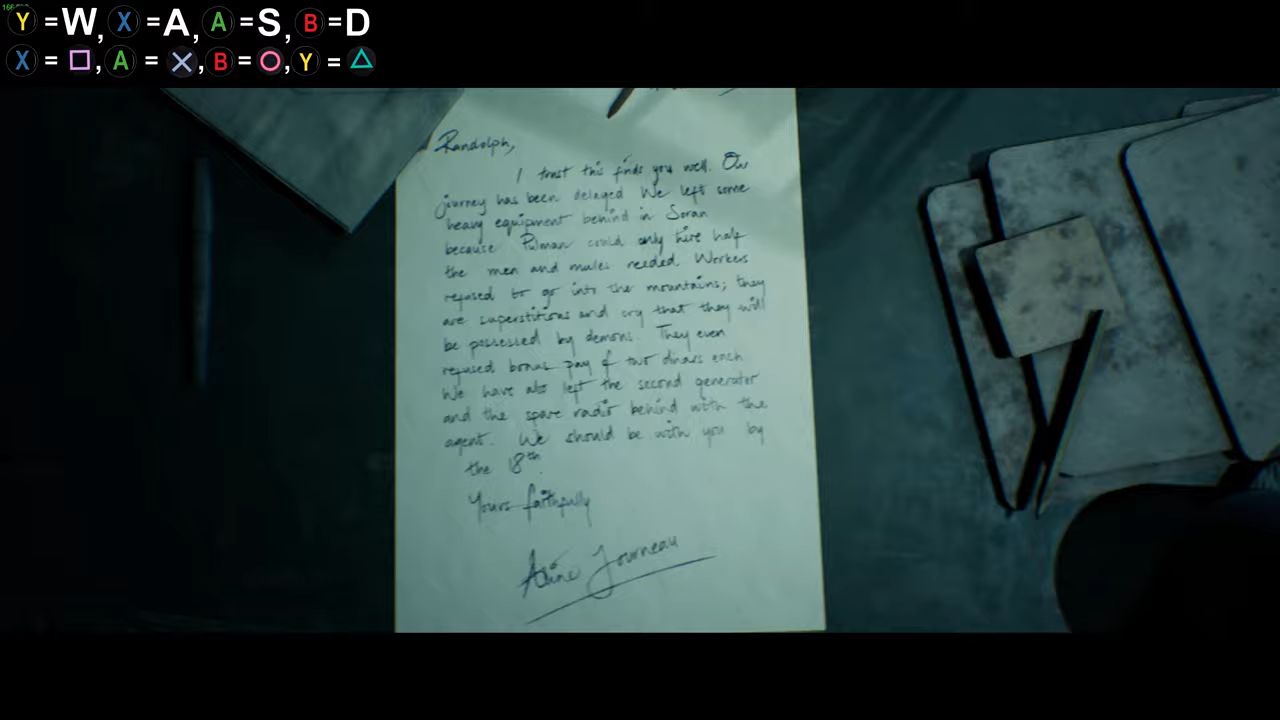 166
Y = W, X = A, A = S, B = D
X = □, A = ✕, B = ○, Y = △
Randolph,
I trust this finds you well. Our
journey has been delayed We left some
heavy equipment behind in Soran
because Pulman could only hire half
the men and mules needed. Workers
refused to go into the mountains; they
are superstitious and cry that they will
be possessed by demons. They even
refused bonus pay of two dinars each
We have also left the second generator
and the spare radio behind with the
agent. We should be with you by
the 18th.
Yours faithfully
Journeau